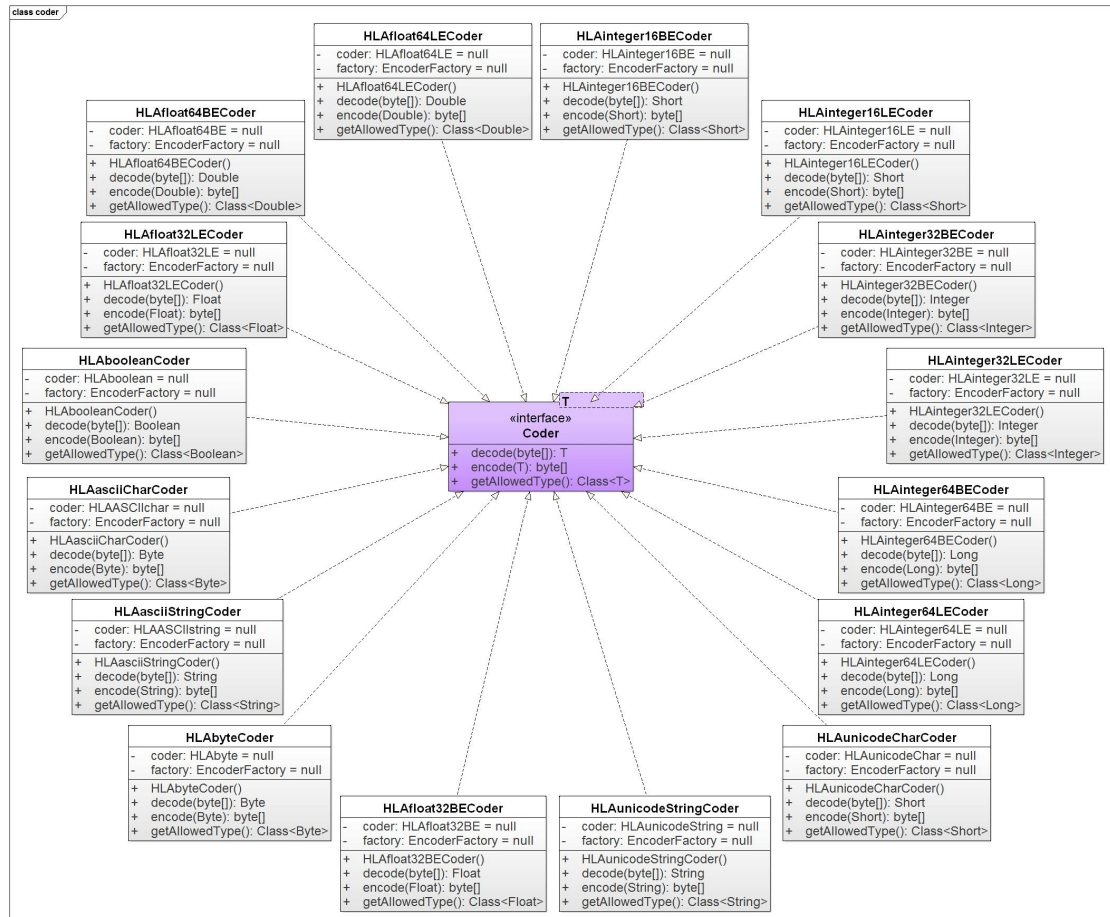 class coder
HLAfloat64LECoder
- coder: HLAfloat64LE = null
- factory: EncoderFactory = null
+ HLAfloat64LECoder()
+ decode(byte[]): Double
+ encode(Double): byte[]
+ getAllowedType(): Class<Double>
HLAinteger16BECoder
- coder: HLAinteger16BE = null
- factory: EncoderFactory = null
+ HLAinteger16BECoder()
+ decode(byte[]): Short
+ encode(Short): byte[]
+ getAllowedType(): Class<Short>
HLAfloat64BECoder
- coder: HLAfloat64BE = null
- factory: EncoderFactory = null
+ HLAfloat64BECoder()
+ decode(byte[]): Double
+ encode(Double): byte[]
+ getAllowedType(): Class<Double>
HLAinteger16LECoder
- coder: HLAinteger16LE = null
- factory: EncoderFactory = null
+ HLAinteger16LECoder()
+ decode(byte[]): Short
+ encode(Short): byte[]
+ getAllowedType(): Class<Short>
HLAfloat32LECoder
- coder: HLAfloat32LE = null
- factory: EncoderFactory = null
+ HLAfloat32LECoder()
+ decode(byte[]): Float
+ encode(Float): byte[]
+ getAllowedType(): Class<Float>
HLAinteger32BECoder
- coder: HLAinteger32BE = null
- factory: EncoderFactory = null
+ HLAinteger32BECoder()
+ decode(byte[]): Integer
+ encode(Integer): byte[]
+ getAllowedType(): Class<Integer>
HLAbooleanCoder
- coder: HLAboolean = null
- factory: EncoderFactory = null
+ HLAbooleanCoder()
+ decode(byte[]): Boolean
+ encode(Boolean): byte[]
+ getAllowedType(): Class<Boolean>
HLAinteger32LECoder
- coder: HLAinteger32LE = null
- factory: EncoderFactory = null
+ HLAinteger32LECoder()
+ decode(byte[]): Integer
+ encode(Integer): byte[]
+ getAllowedType(): Class<Integer>
T
«interface»
Coder
+ decode(byte[]): T
+ encode(T): byte[]
+ getAllowedType(): Class<T>
HLAasciiCharCoder
- coder: HLAASCIIchar = null
- factory: EncoderFactory = null
+ HLAasciiCharCoder()
+ decode(byte[]): Byte
+ encode(Byte): byte[]
+ getAllowedType(): Class<Byte>
HLAinteger64BECoder
- coder: HLAinteger64BE = null
- factory: EncoderFactory = null
+ HLAinteger64BECoder()
+ decode(byte[]): Long
+ encode(Long): byte[]
+ getAllowedType(): Class<Long>
HLAasciiStringCoder
- coder: HLAASCIIstring = null
- factory: EncoderFactory = null
+ HLAasciiStringCoder()
+ decode(byte[]): String
+ encode(String): byte[]
+ getAllowedType(): Class<String>
HLAinteger64LECoder
- coder: HLAinteger64LE = null
- factory: EncoderFactory = null
+ HLAinteger64LECoder()
+ decode(byte[]): Long
+ encode(Long): byte[]
+ getAllowedType(): Class<Long>
HLAbyteCoder
- coder: HLAbyte = null
- factory: EncoderFactory = null
+ HLAbyteCoder()
+ decode(byte[]): Byte
+ encode(Byte): byte[]
+ getAllowedType(): Class<Byte>
HLAunicodeCharCoder
- coder: HLAunicodeChar = null
- factory: EncoderFactory = null
+ HLAunicodeCharCoder()
+ decode(byte[]): Short
+ encode(Short): byte[]
+ getAllowedType(): Class<Short>
HLAfloat32BECoder
- coder: HLAfloat32BE = null
- factory: EncoderFactory = null
+ HLAfloat32BECoder()
+ decode(byte[]): Float
+ encode(Float): byte[]
+ getAllowedType(): Class<Float>
HLAunicodeStringCoder
- coder: HLAunicodeString = null
- factory: EncoderFactory = null
+ HLAunicodeStringCoder()
+ decode(byte[]): String
+ encode(String): byte[]
+ getAllowedType(): Class<String>